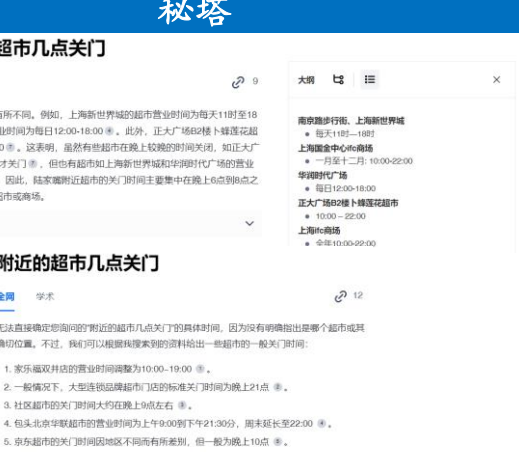 秘塔
超市几点关门
9
有所不同。例如，上海新世界城的超市营业时间为每天11时至18
业时间为每日12:00-18:00。此外，正大广场B2楼卜蜂莲花超
0。这表明，虽然有些超市在晚上较晚的时间关闭，如正大广
才关门，但也有超市如上海新世界城和华润时代广场的营业
因此，陆家嘴附近超市的关门时间主要集中在晚上6点到8点之
超市或商场。
大纲
南京路步行街、上海新世界城
每天11时—18时
上海国金中心ifc商场
一月至十二月: 10:00-22:00
华润时代广场
每日12:00-18:00
正大广场B2楼卜蜂莲花超市
10:00 – 22:00
上海ifc商场
全年10:00-22:00
附近的超市几点关门
全网 学术
12
无法直接确定您询问的“附近的超市几点关门”的具体时间，因为没有明确指出是哪个超市或其
确切位置。不过，我们可以根据我搜索到的资料给出一些超市的一般关门时间:
1. 家乐福双井店的营业时间调整为10:00-19:00
2. 一般情况下，大型连锁品牌超市门店的标准关门时间为晚上21点
3. 社区超市的关门时间大约在晚上9点左右
4. 包头北京华联超市的营业时间为上午9:00到下午21:30分，周末延长至22:00
5. 京东超市的关门时间因地区不同而有所差别，但一般为晚上10点